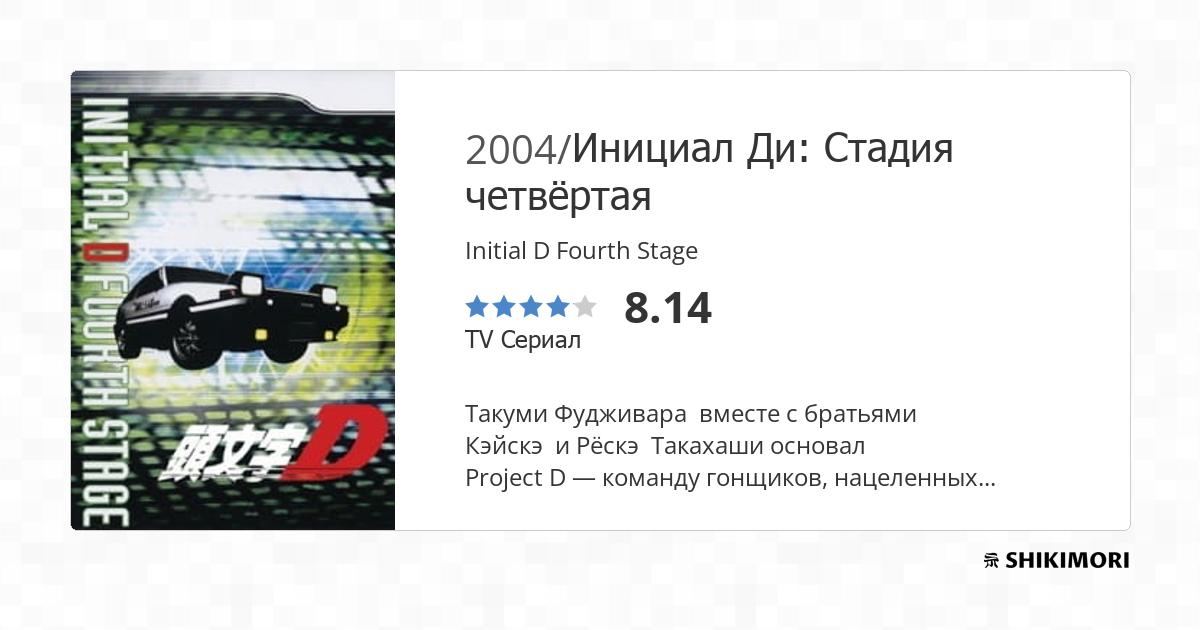 INITIAL D FOURTH STAGE
頭文字D
2004/Инициал Ди: Стадия
четвёртая
Initial D Fourth Stage
8.14
TV Сериал
Такуми Фудживара вместе с братьями
Кэйскэ и Рёскэ Такахаши основал
Project D — команду гонщиков, нацеленных...
SHIKIMORI